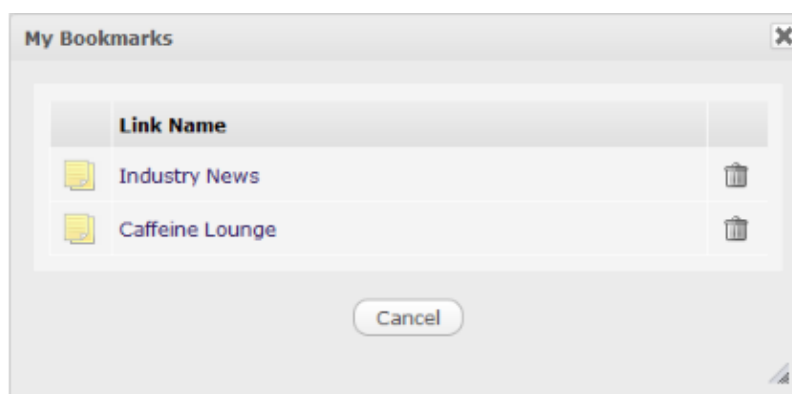 My Bookmarks
Link Name
Industry News
Caffeine Lounge
Cancel